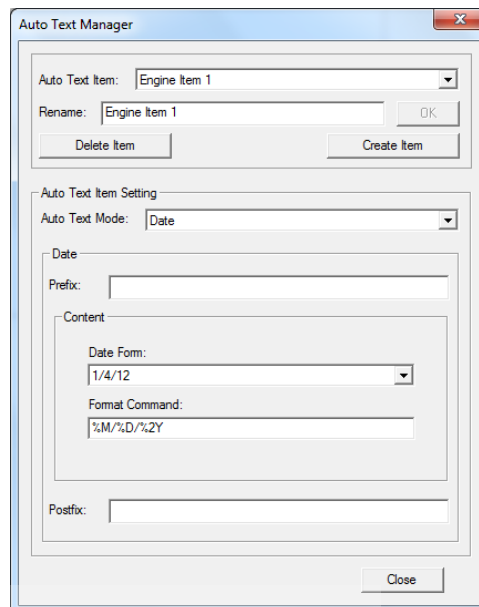 Auto Text Manager
Auto Text Item: Engine Item 1
Rename: Engine Item 1 OK
Delete Item Create Item
Auto Text Item Setting
Auto Text Mode: Date
Date
Prefix:
Content
Date Form:
1/4/12
Format Command:
%M/%D/%2Y
Postfix:
Close